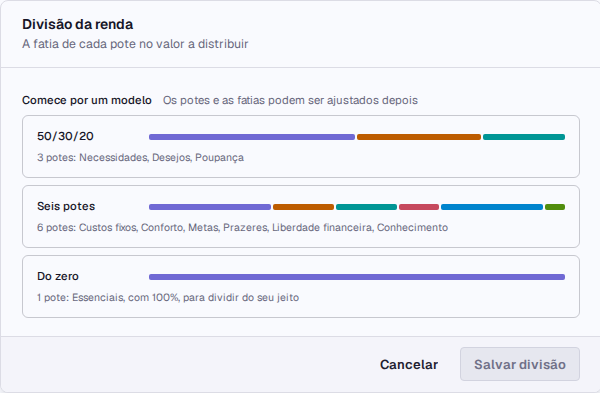 Divisão da renda
A fatia de cada pote no valor a distribuir
Comece por um modelo Os potes e as fatias podem ser ajustados depois
50/30/20
3 potes: Necessidades, Desejos, Poupança
Seis potes
6 potes: Custos fixos, Conforto, Metas, Prazeres, Liberdade financeira, Conhecimento
Do zero
1 pote: Essenciais, com 100%, para dividir do seu jeito
Cancelar Salvar divisão